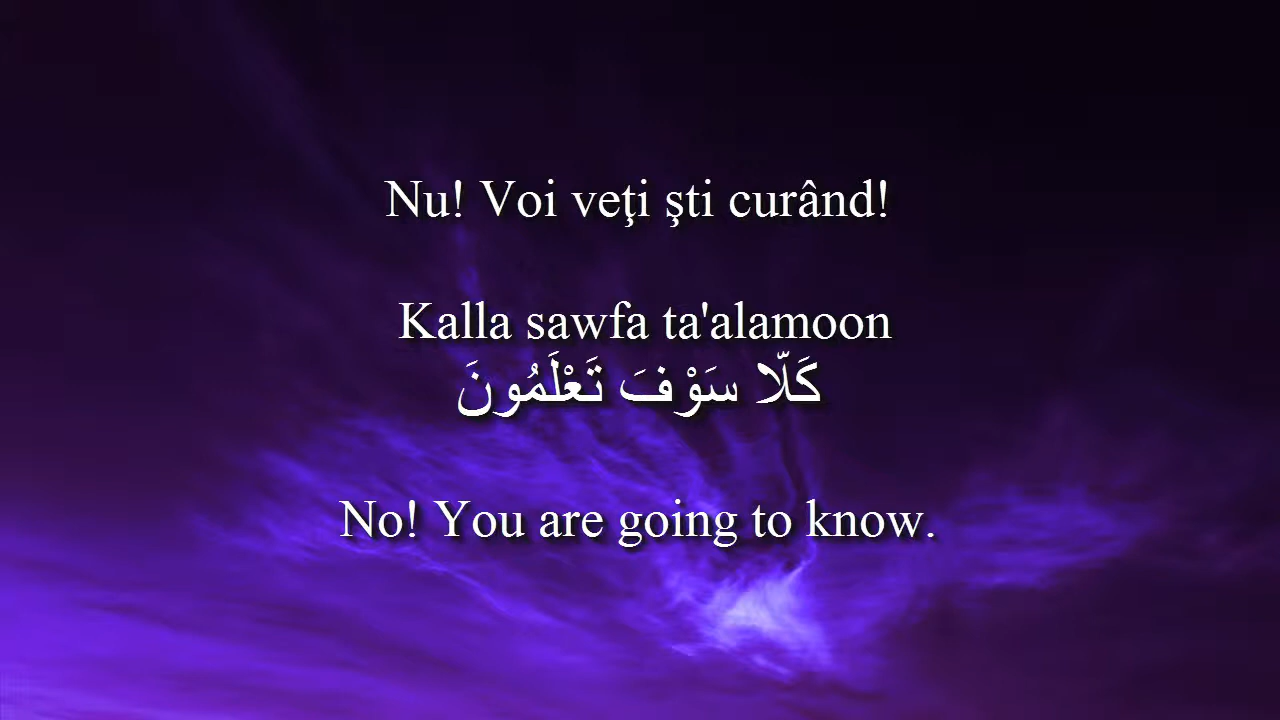 Nu! Voi veţi şti curând!
Kalla sawfa ta'alamoon
كَلَّا سَوْفَ تَعْلَمُونَ
No! You are going to know.